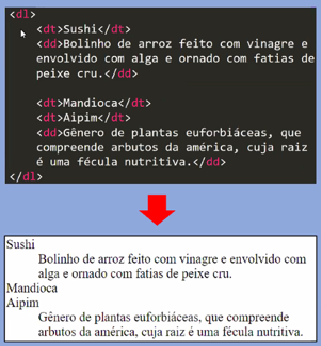 <dl>
<dt>Sushi</dt>
<dd>Bolinho de arroz feito com vinagre e
envolvido com alga e ornado com fatias de
peixe cru.</dd>
<dt>Mandioca</dt>
<dt>Aipim</dt>
<dd>Gênero de plantas euforbiáceas, que
compreende arbutos da américa, cuja raiz
é uma fécula nutritiva.</dd>
</dl>
Sushi
Bolinho de arroz feito com vinagre e envolvido com
alga e ornado com fatias de peixe cru.
Mandioca
Aipim
Gênero de plantas euforbiáceas, que compreende
arbutos da américa, cuja raiz é uma fécula nutritiva.